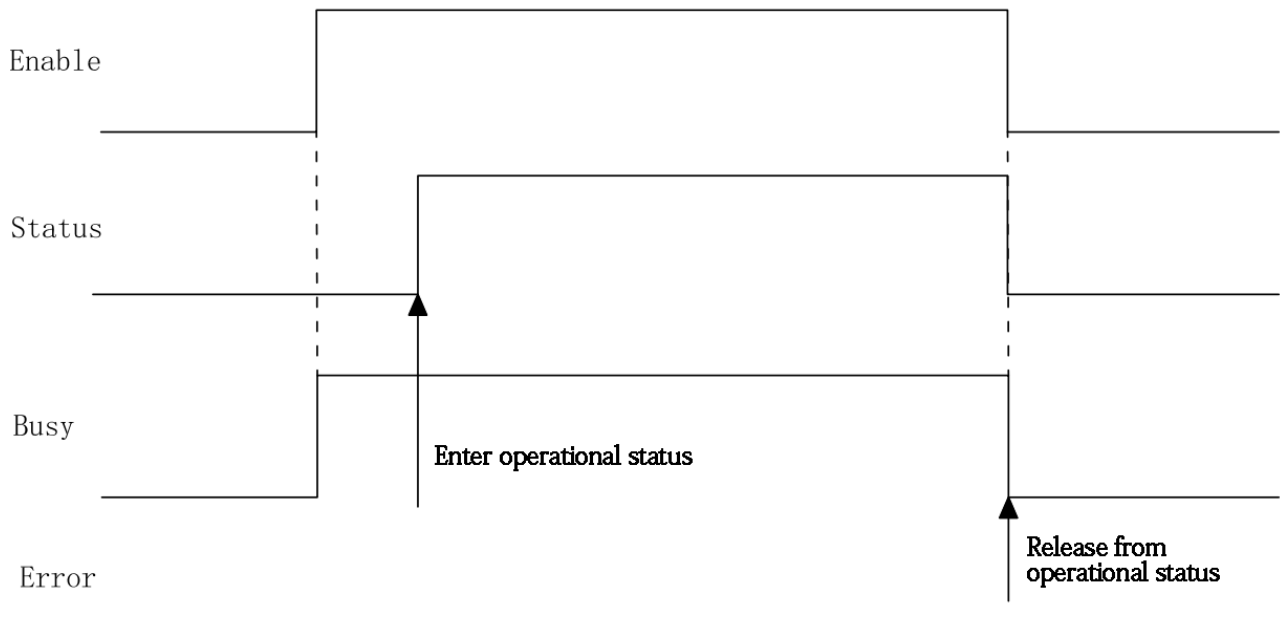 Enable
Status
Busy
Enter operational status
Release from
operational status
Error